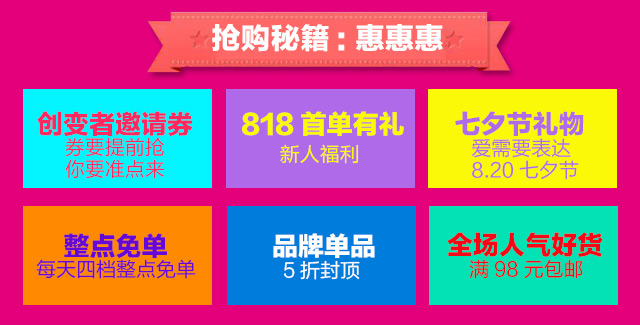 抢购秘籍：惠惠惠
创变者邀请券
券要提前抢
你要准点来
818 首单有礼
新人福利
七夕节礼物
爱需要表达
8.20 七夕节
整点免单
每天四档整点免单
品牌单品
5 折封顶
全场人气好货
满 98 元包邮